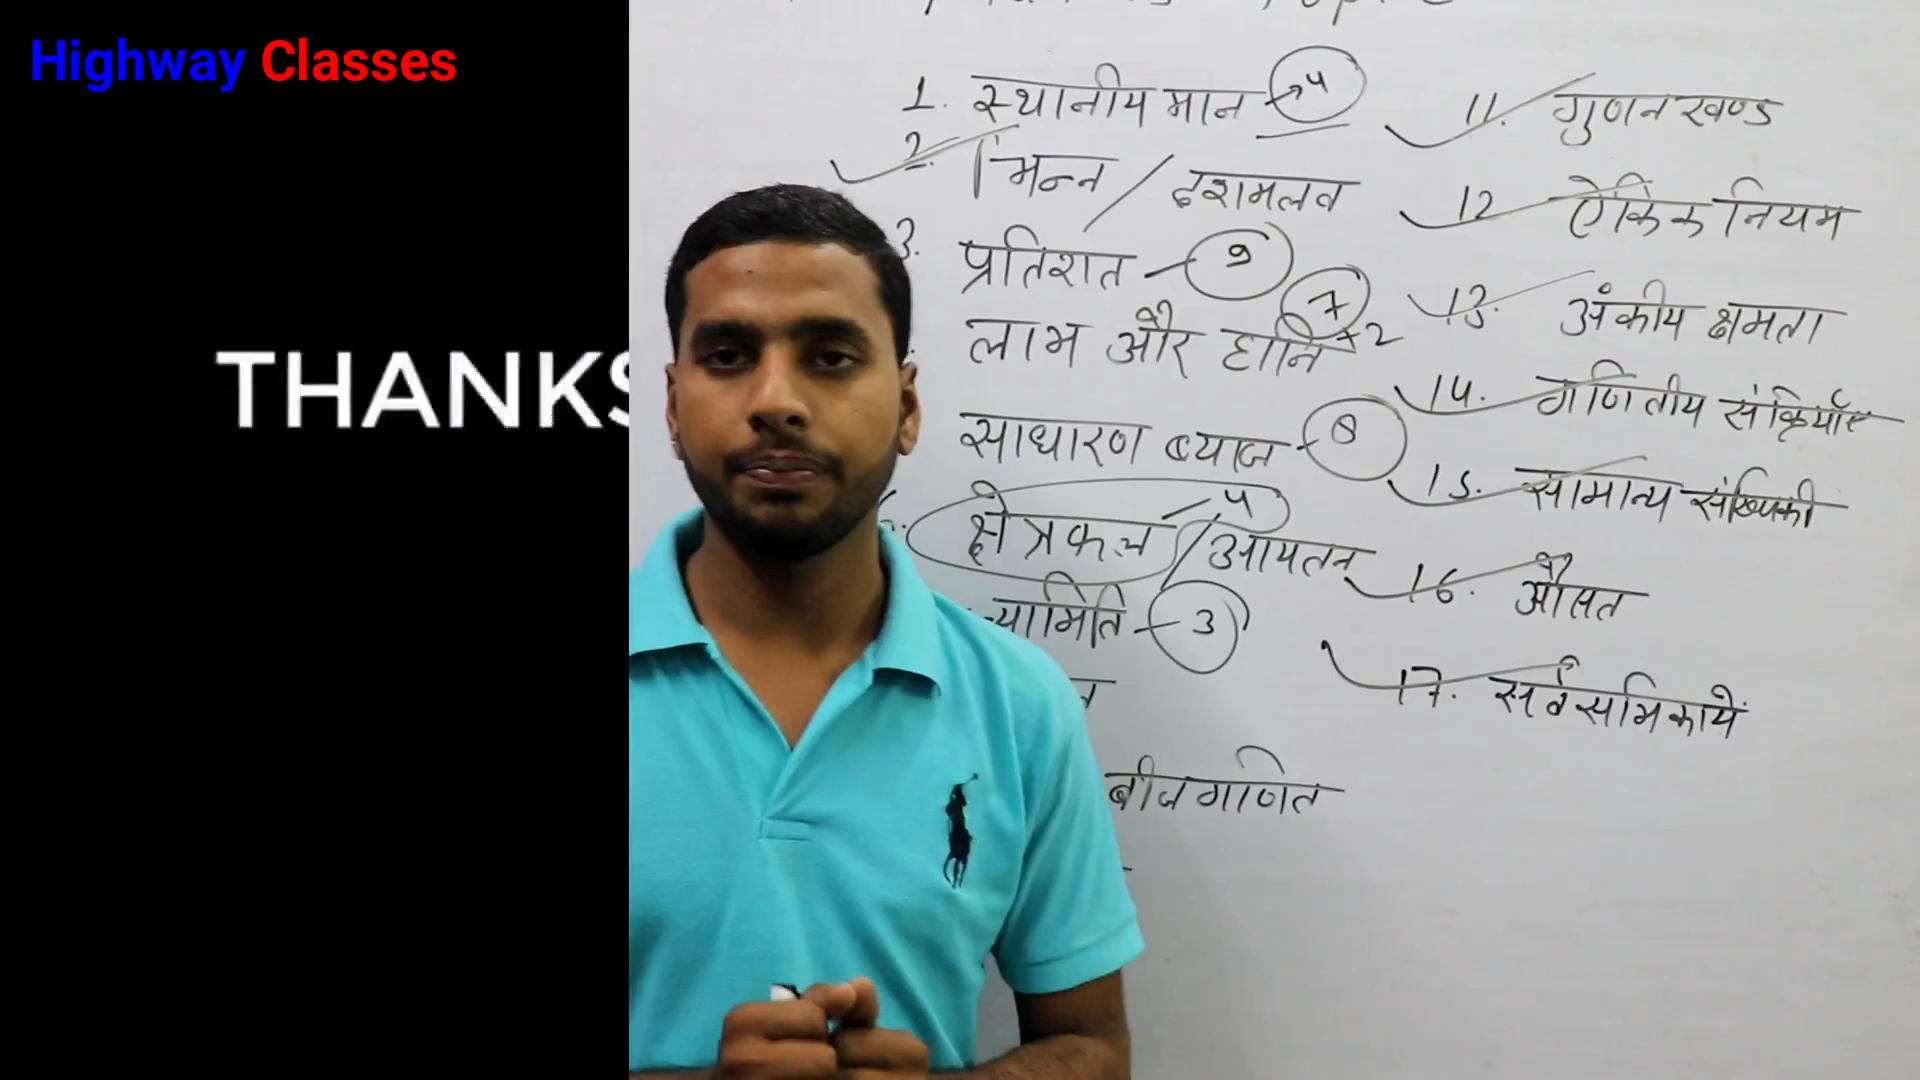 Highway Classes
THANKS
1. स्थानीय मान → 4
2. भिन्न / दशमलव
3. प्रतिशत - 9
7
लाभ और हानि × 2
साधारण ब्याज - 8
6. क्षेत्रफल / आयतन
ज्यामिति - 3
बीजगणित
11. गुणनखण्ड
12 ऐकिक नियम
13. अंकीय क्षमता
14. गणितीय संक्रियाएँ
15. सामान्य संख्यिकी
16. औसत
17. सर्वसमिकायें